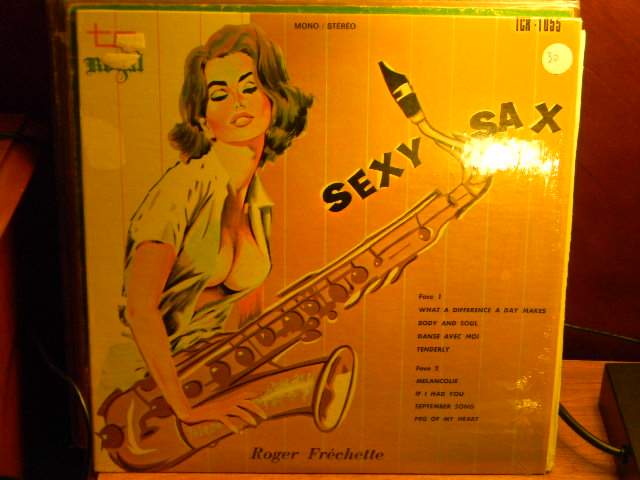 MONO / STEREO
TCR - 1055
30
Royal
SEXY SAX
Face 1
WHAT A DIFFERENCE A DAY MAKES
BODY AND SOUL
DANSE AVEC MOI
TENDERLY
Face 2
MELANCOLIE
IF I HAD YOU
SEPTEMBER SONG
PEG OF MY HEART
Roger Fréchette